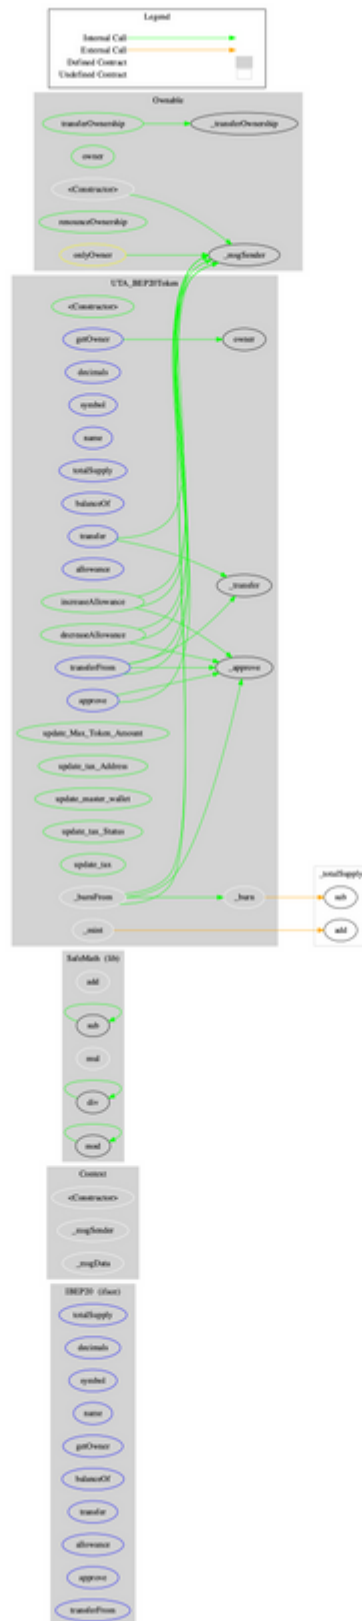 Legend
Internal Call
External Call
Defined Contract
Undefined Contract
Ownable
transferOwnership
_transferOwnership
owner
<Constructor>
renounceOwnership
onlyOwner
_msgSender
UTA_BEP20Token
<Constructor>
getOwner
owner
decimals
symbol
name
totalSupply
balanceOf
transfer
allowance
_transfer
increaseAllowance
decreaseAllowance
transferFrom
_approve
approve
update_Max_Token_Amount
update_tax_Address
update_master_wallet
update_tax_Status
update_tax
_totalSupply
_burnFrom
_burn
sub
_mint
add
SafeMath (lib)
add
sub
mul
div
mod
Context
<Constructor>
_msgSender
_msgData
IBEP20 (iface)
totalSupply
decimals
symbol
name
getOwner
balanceOf
transfer
allowance
approve
transferFrom